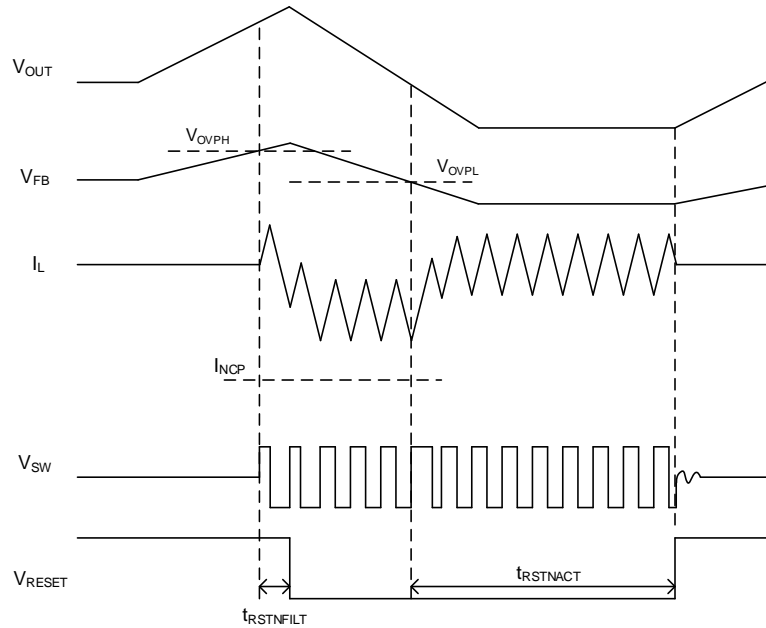 VOUT
VOVPH
VOVPL
VFB
IL
INCP
VSW
tRSTNACT
VRESET
tRSTNFILT